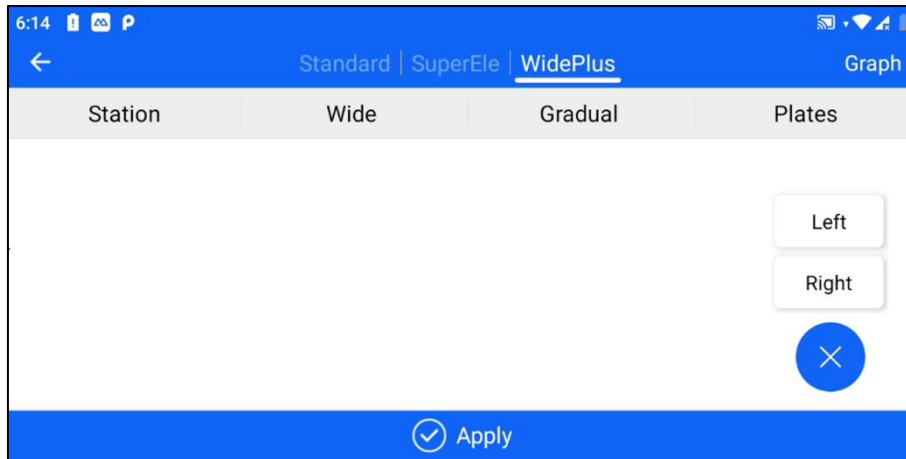 6:14
Standard | SuperEle | WidePlus Graph
Station Wide Gradual Plates
Left
Right
Apply